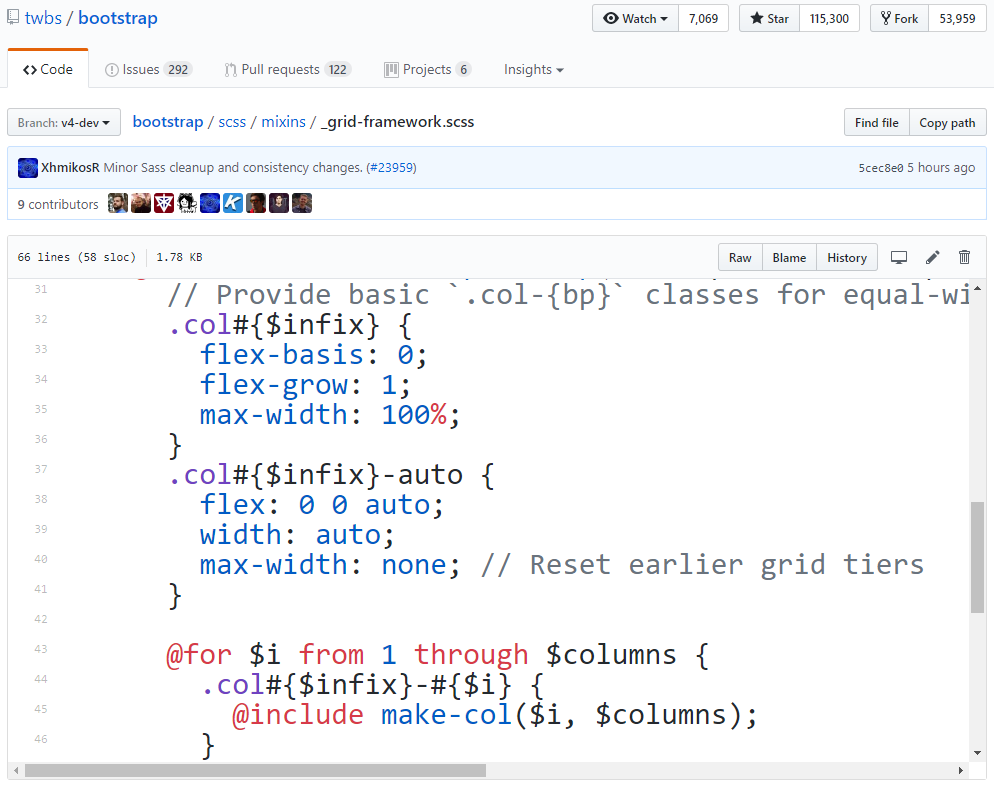 twbs / bootstrap
Watch 7,069 Star 115,300 Fork 53,959
Code Issues 292 Pull requests 122 Projects 6 Insights
Branch: v4-dev bootstrap / scss / mixins / _grid-framework.scss Find file Copy path
XhmikosR Minor Sass cleanup and consistency changes. (#23959) 5cec8e0 5 hours ago
9 contributors
66 lines (58 sloc) 1.78 KB Raw Blame History
31 // Provide basic `.col-{bp}` classes for equal-wi
32 .col#{$infix} {
33 flex-basis: 0;
34 flex-grow: 1;
35 max-width: 100%;
36 }
37 .col#{$infix}-auto {
38 flex: 0 0 auto;
39 width: auto;
40 max-width: none; // Reset earlier grid tiers
41 }
42
43 @for $i from 1 through $columns {
44 .col#{$infix}-#{$i} {
45 @include make-col($i, $columns);
46 }